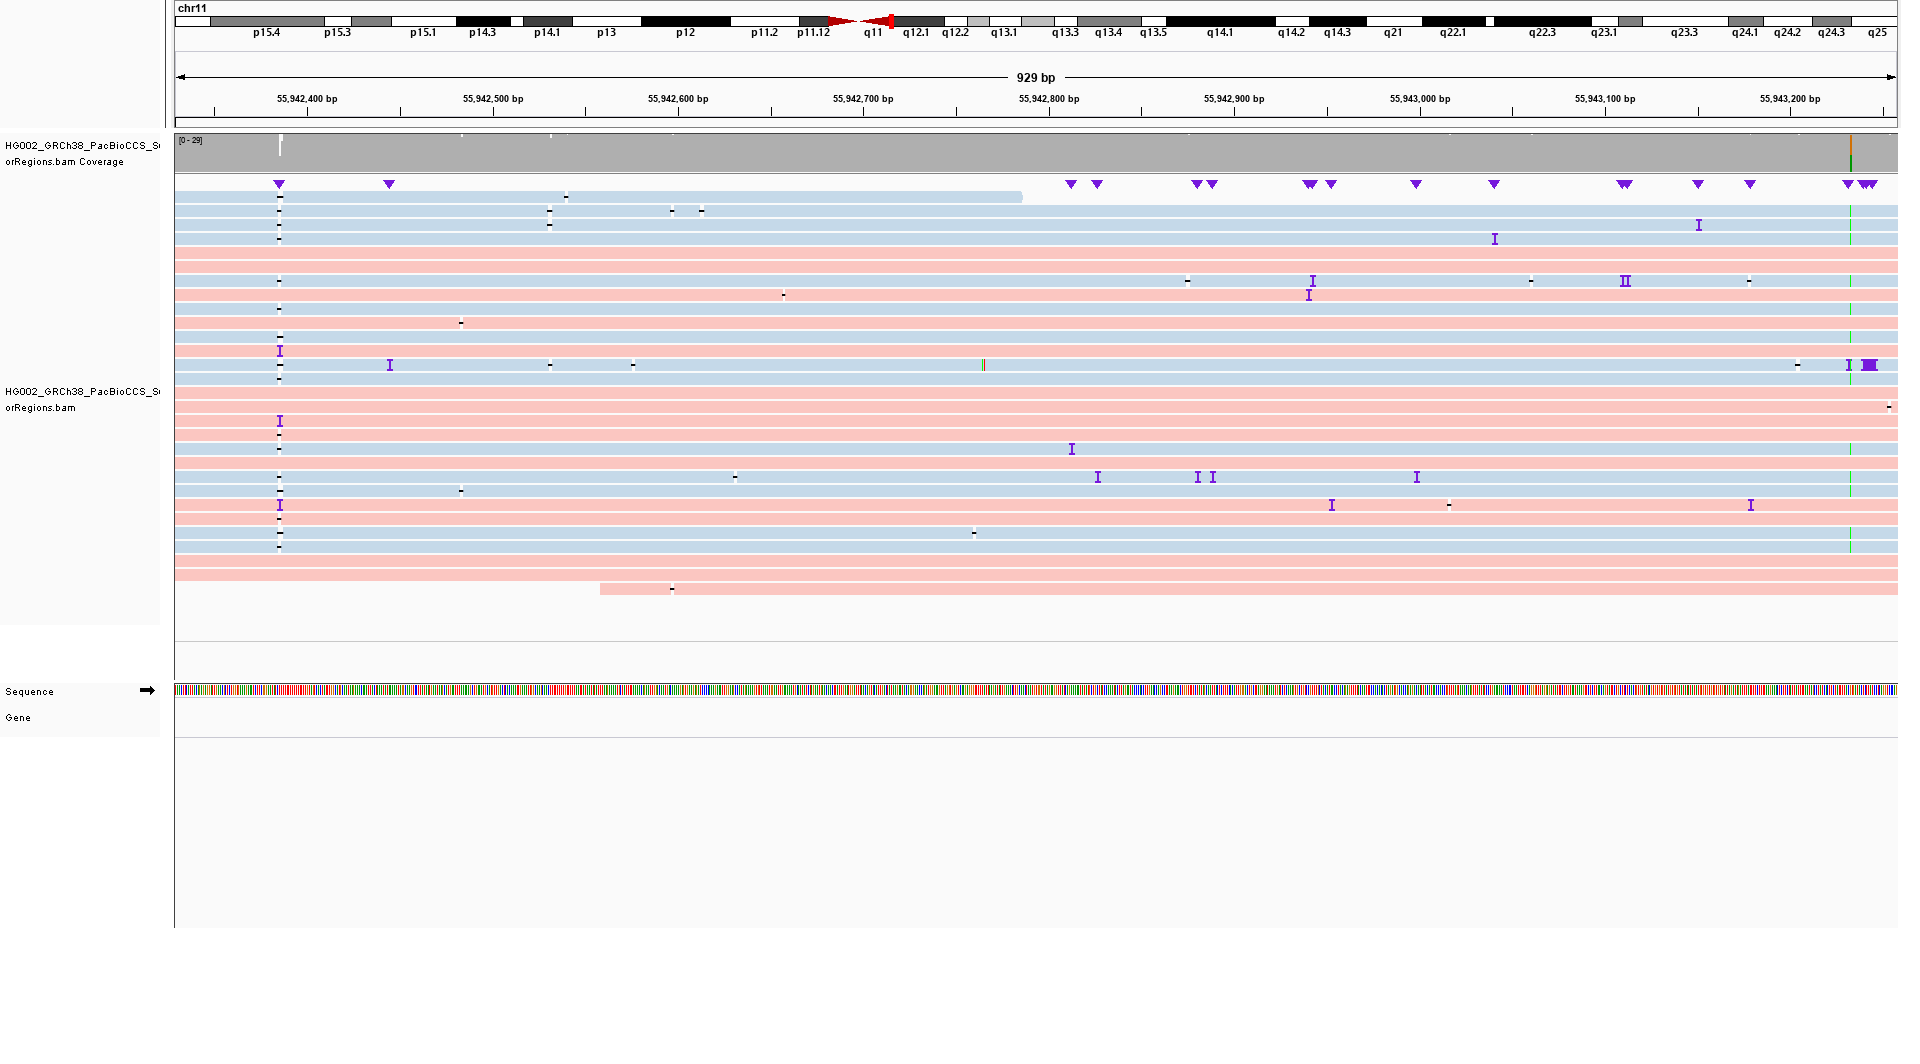 chr11
p15.4 p15.3 p15.1 p14.3 p14.1 p13 p12 p11.2 p11.12 q11 q12.1 q12.2 q13.1 q13.3 q13.4 q13.5 q14.1 q14.2 q14.3 q21 q22.1 q22.3 q23.1 q23.3 q24.1 q24.2 q24.3 q25
929 bp
55,942,400 bp 55,942,500 bp 55,942,600 bp 55,942,700 bp 55,942,800 bp 55,942,900 bp 55,943,000 bp 55,943,100 bp 55,943,200 bp
[0 - 29]
HG002_GRCh38_PacBioCCS_S
orRegions.bam Coverage
HG002_GRCh38_PacBioCCS_S
orRegions.bam
Sequence
Gene